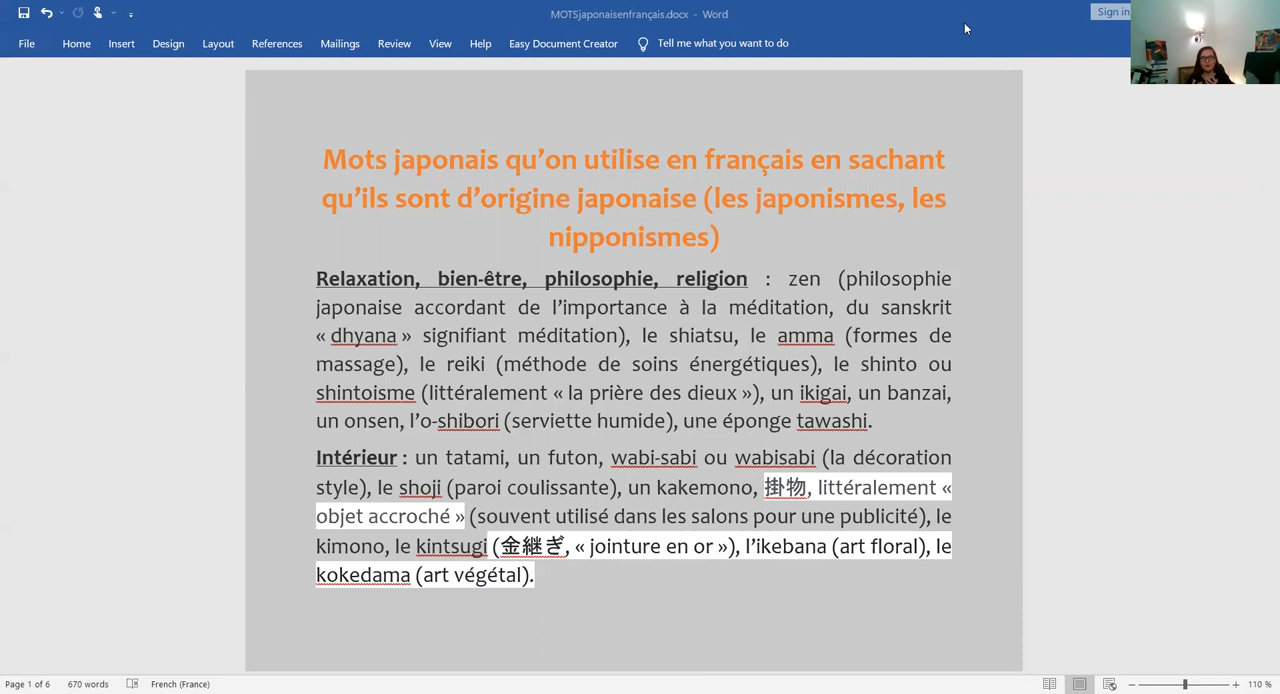 MOTSjaponaisenfrançais.docx - Word
Sign in
File Home Insert Design Layout References Mailings Review View Help Easy Document Creator Tell me what you want to do
Mots japonais qu’on utilise en français en sachant
qu’ils sont d’origine japonaise (les japonismes, les
nipponismes)
Relaxation, bien-être, philosophie, religion : zen (philosophie
japonaise accordant de l’importance à la méditation, du sanskrit
« dhyana » signifiant méditation), le shiatsu, le amma (formes de
massage), le reiki (méthode de soins énergétiques), le shinto ou
shintoisme (littéralement « la prière des dieux »), un ikigai, un banzai,
un onsen, l’o-shibori (serviette humide), une éponge tawashi.
Intérieur : un tatami, un futon, wabi-sabi ou wabisabi (la décoration
style), le shoji (paroi coulissante), un kakemono, 掛物, littéralement «
objet accroché » (souvent utilisé dans les salons pour une publicité), le
kimono, le kintsugi (金継ぎ, « jointure en or »), l’ikebana (art floral), le
kokedama (art végétal).
Page 1 of 6 670 words French (France) 110 %